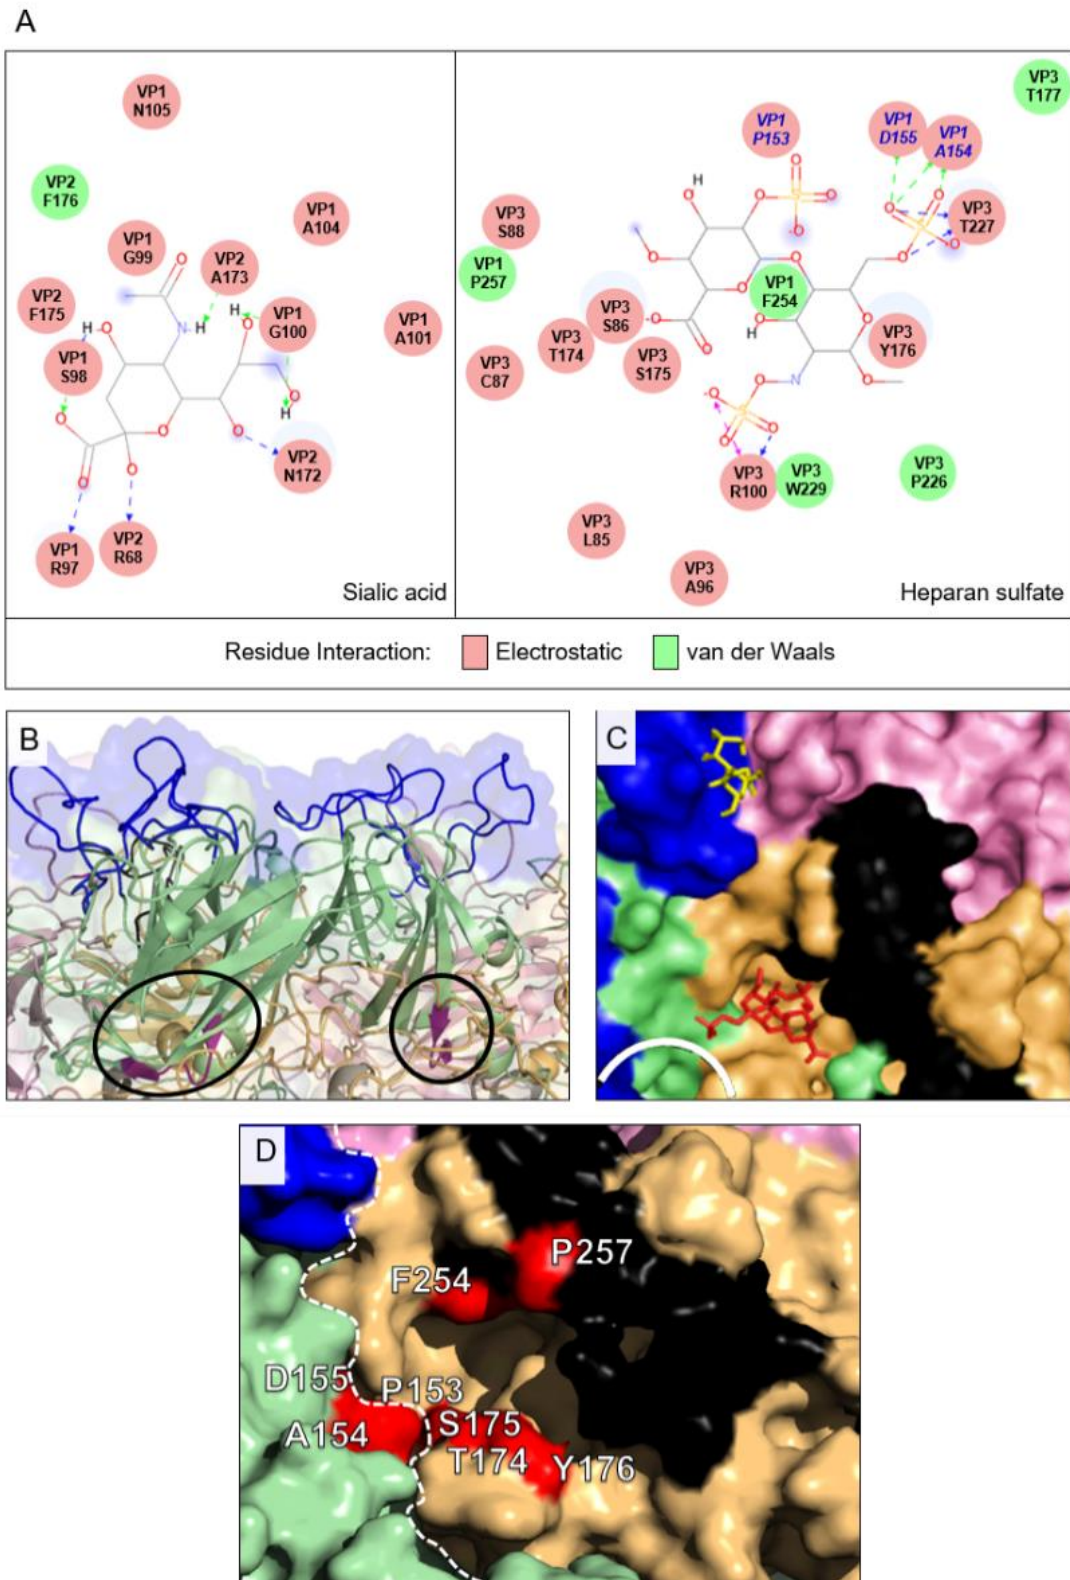 A
VP1
N105
VP2
F176
VP1
A104
VP1
G99
VP2
A173
VP2
F175
VP1
G100
VP1
A101
VP1
S98
VP2
N172
VP1
R97
VP2
R68
O
N
H
H
O
H
O
O
O
O
O
O
H
Sialic acid
VP3
T177
VP1
P153
VP1
D155
VP1
A154
VP3
T227
VP3
S88
VP1
P257
VP1
F254
VP3
S86
VP3
T174
VP3
S175
VP3
Y176
VP3
C87
VP3
R100
VP3
W229
VP3
P226
VP3
L85
VP3
A96
H
O
O
O
S
O
O
O
O
O
O
S
O
O
O
O
O
H
O
O
N
O
O
S
O
O
Heparan sulfate
Residue Interaction: Electrostatic van der Waals
B
C
D
P257
F254
D155
P153
A154
S175
T174
Y176